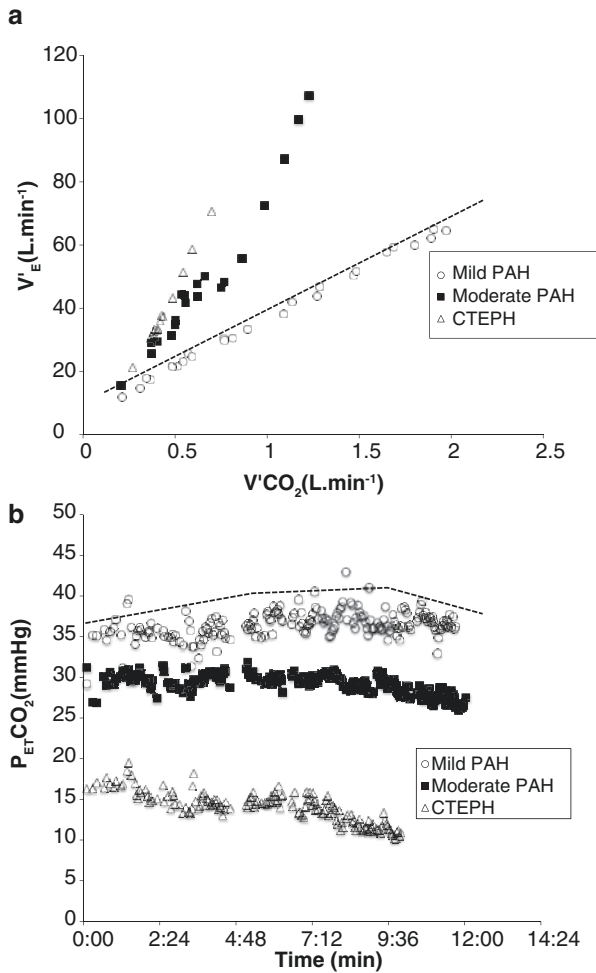 a
120
100
80
60
40
20
0
V'E(L.min-1)
Mild PAH
Moderate PAH
CTEPH
0 0.5 1 1.5 2 2.5
V'CO2(L.min-1)
b
50
45
40
35
30
25
20
15
10
5
0
PETCO2(mmHg)
Mild PAH
Moderate PAH
CTEPH
0:00 2:24 4:48 7:12 9:36 12:00 14:24
Time (min)